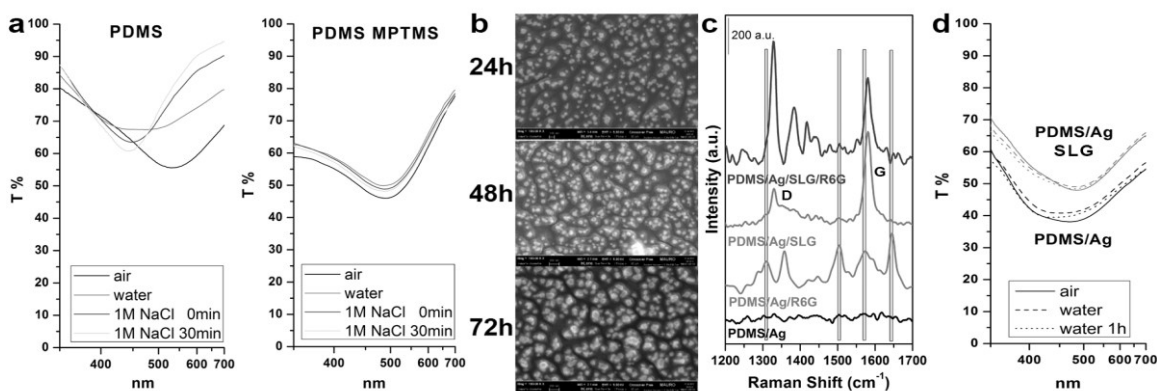 a
PDMS
T %
100
90
80
70
60
50
40
30
20
10
0
air
water
1M NaCl 0min
1M NaCl 30min
400
500
600
700
nm
PDMS MPTMS
T %
100
90
80
70
60
50
40
30
20
10
0
air
water
1M NaCl 0min
1M NaCl 30min
400
500
600
700
nm
b
24h
48h
72h
c
200 a.u.
Intensity (a.u.)
PDMS/Ag/SLG/R6G
D
G
PDMS/Ag/SLG
PDMS/Ag/R6G
PDMS/Ag
1200 1300 1400 1500 1600 1700
Raman Shift (cm-1)
d
T %
100
90
80
70
60
50
40
30
20
10
0
PDMS/Ag
SLG
PDMS/Ag
air
water
water 1h
400
500
600
700
nm